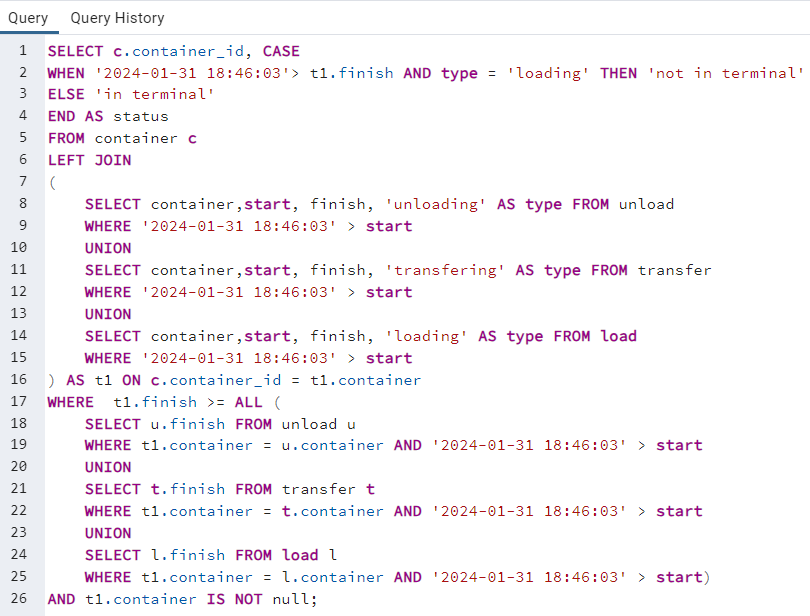 Query Query History
1 SELECT c.container_id, CASE
2 WHEN '2024-01-31 18:46:03'> t1.finish AND type = 'loading' THEN 'not in terminal'
3 ELSE 'in terminal'
4 END AS status
5 FROM container c
6 LEFT JOIN
7 (
8 SELECT container,start, finish, 'unloading' AS type FROM unload
9 WHERE '2024-01-31 18:46:03' > start
10 UNION
11 SELECT container,start, finish, 'transfering' AS type FROM transfer
12 WHERE '2024-01-31 18:46:03' > start
13 UNION
14 SELECT container,start, finish, 'loading' AS type FROM load
15 WHERE '2024-01-31 18:46:03' > start
16 ) AS t1 ON c.container_id = t1.container
17 WHERE t1.finish >= ALL (
18 SELECT u.finish FROM unload u
19 WHERE t1.container = u.container AND '2024-01-31 18:46:03' > start
20 UNION
21 SELECT t.finish FROM transfer t
22 WHERE t1.container = t.container AND '2024-01-31 18:46:03' > start
23 UNION
24 SELECT l.finish FROM load l
25 WHERE t1.container = l.container AND '2024-01-31 18:46:03' > start)
26 AND t1.container IS NOT null;